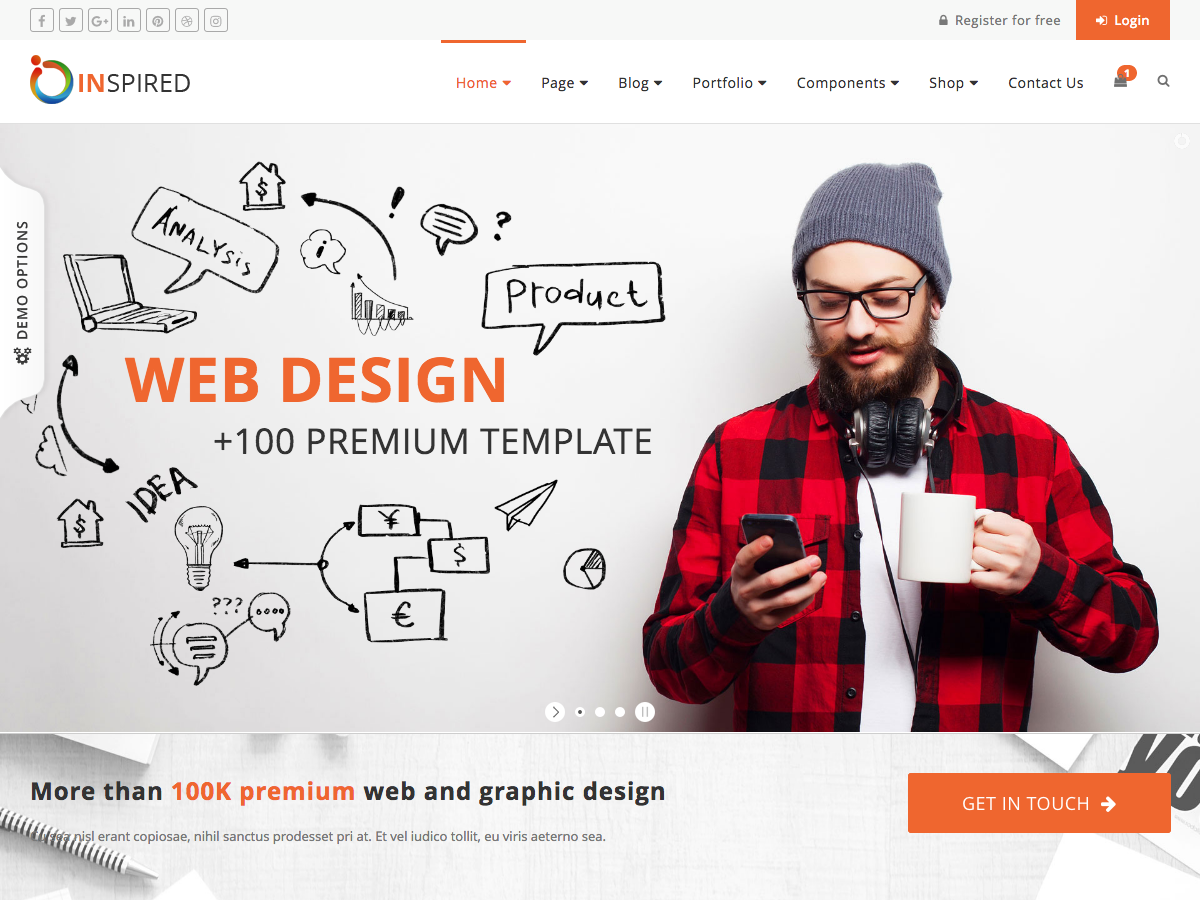 Register for free
Login
INSPIRED
Home
Page
Blog
Portfolio
Components
Shop
Contact Us
1
DEMO OPTIONS
$
ANALYSIS
!
i
?
Product
WEB DESIGN
+100 PREMIUM TEMPLATE
IDEA
$
¥
$
€
???
More than 100K premium web and graphic design
nisl erant copiosae, nihil sanctus prodesset pri at. Et vel iudico tollit, eu viris aeterno sea.
GET IN TOUCH